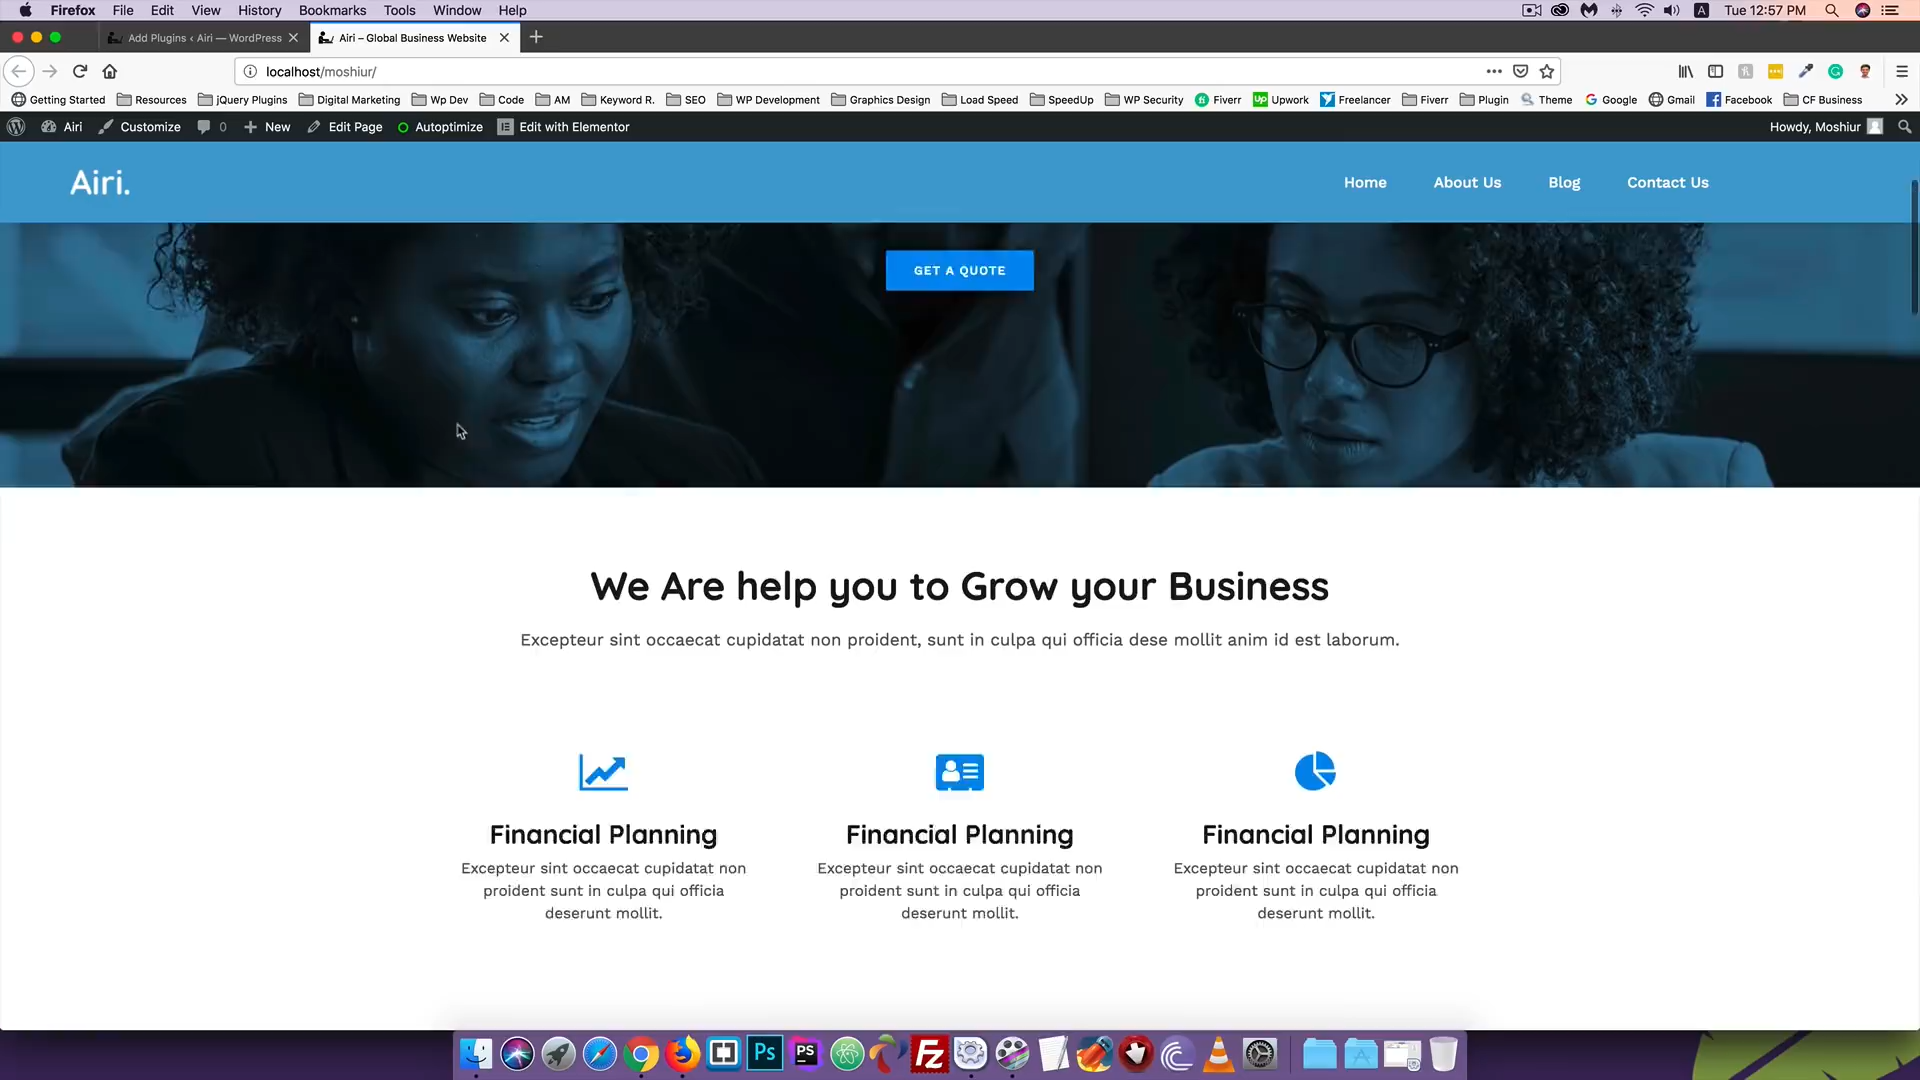 Firefox File Edit View History Bookmarks Tools Window Help Tue 12:57 PM
Add Plugins ‹ Airi — WordPress Airi – Global Business Website
localhost/moshiur/
Getting Started Resources jQuery Plugins Digital Marketing Wp Dev Code AM Keyword R. SEO WP Development Graphics Design Load Speed SpeedUp WP Security Fiverr Upwork Freelancer Fiverr Plugin Theme Google Gmail Facebook CF Business
Airi Customize 0 New Edit Page Autoptimize Edit with Elementor Howdy, Moshiur
Airi. Home About Us Blog Contact Us
GET A QUOTE
We Are help you to Grow your Business
Excepteur sint occaecat cupidatat non proident, sunt in culpa qui officia dese mollit anim id est laborum.
Financial Planning Financial Planning Financial Planning
Excepteur sint occaecat cupidatat non Excepteur sint occaecat cupidatat non Excepteur sint occaecat cupidatat non
proident sunt in culpa qui officia proident sunt in culpa qui officia proident sunt in culpa qui officia
deserunt mollit. deserunt mollit. deserunt mollit.
Ps PS FZ